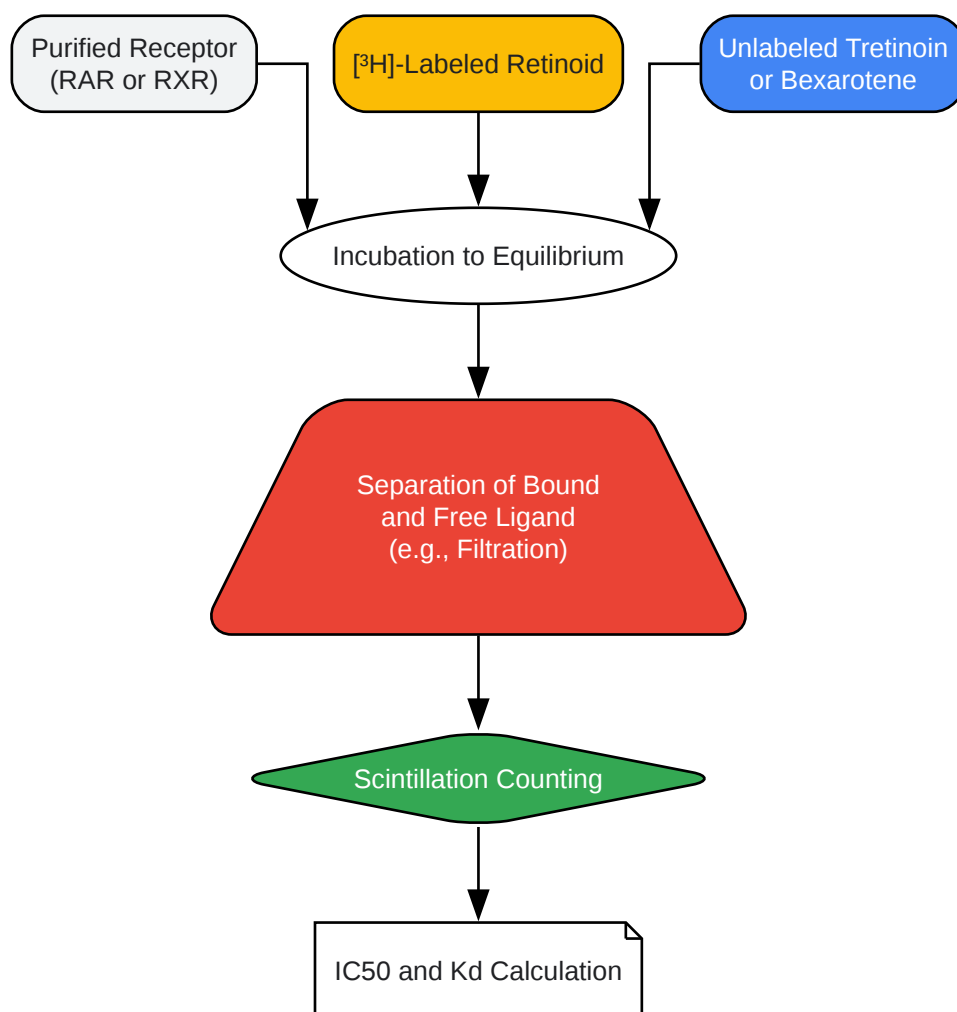 Purified Receptor
(RAR or RXR)
[³H]-Labeled Retinoid
Unlabeled Tretinoin
or Bexarotene
Incubation to Equilibrium
Separation of Bound
and Free Ligand
(e.g., Filtration)
Scintillation Counting
IC50 and Kd Calculation